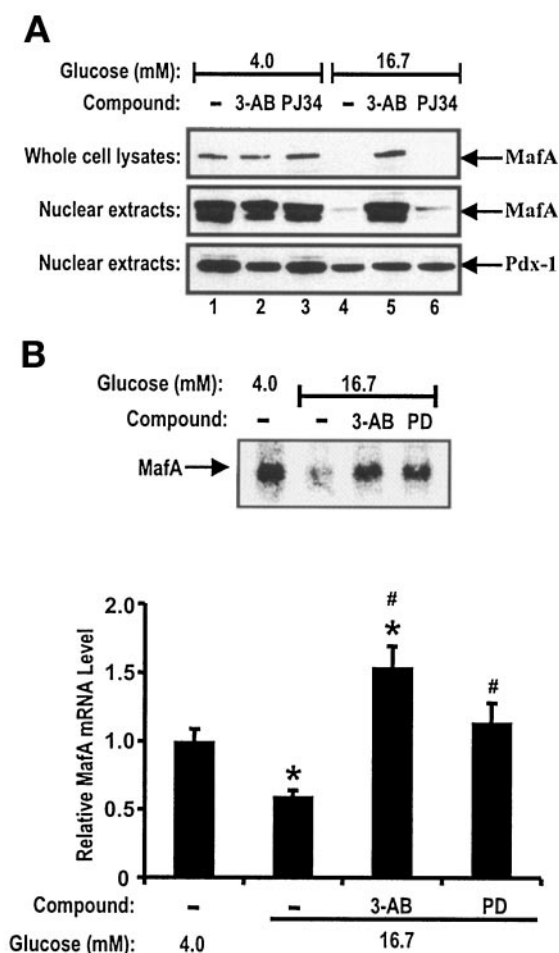 A
Glucose (mM): 4.0 16.7
Compound: – 3-AB PJ34 – 3-AB PJ34
Whole cell lysates: MafA
Nuclear extracts: MafA
Nuclear extracts: Pdx-1
1 2 3 4 5 6
B
Glucose (mM): 4.0 16.7
Compound: – – 3-AB PD
MafA
Relative MafA mRNA Level
2.0
1.5
1.0
0.5
0
* # * #
Compound: – – 3-AB PD
Glucose (mM): 4.0 16.7